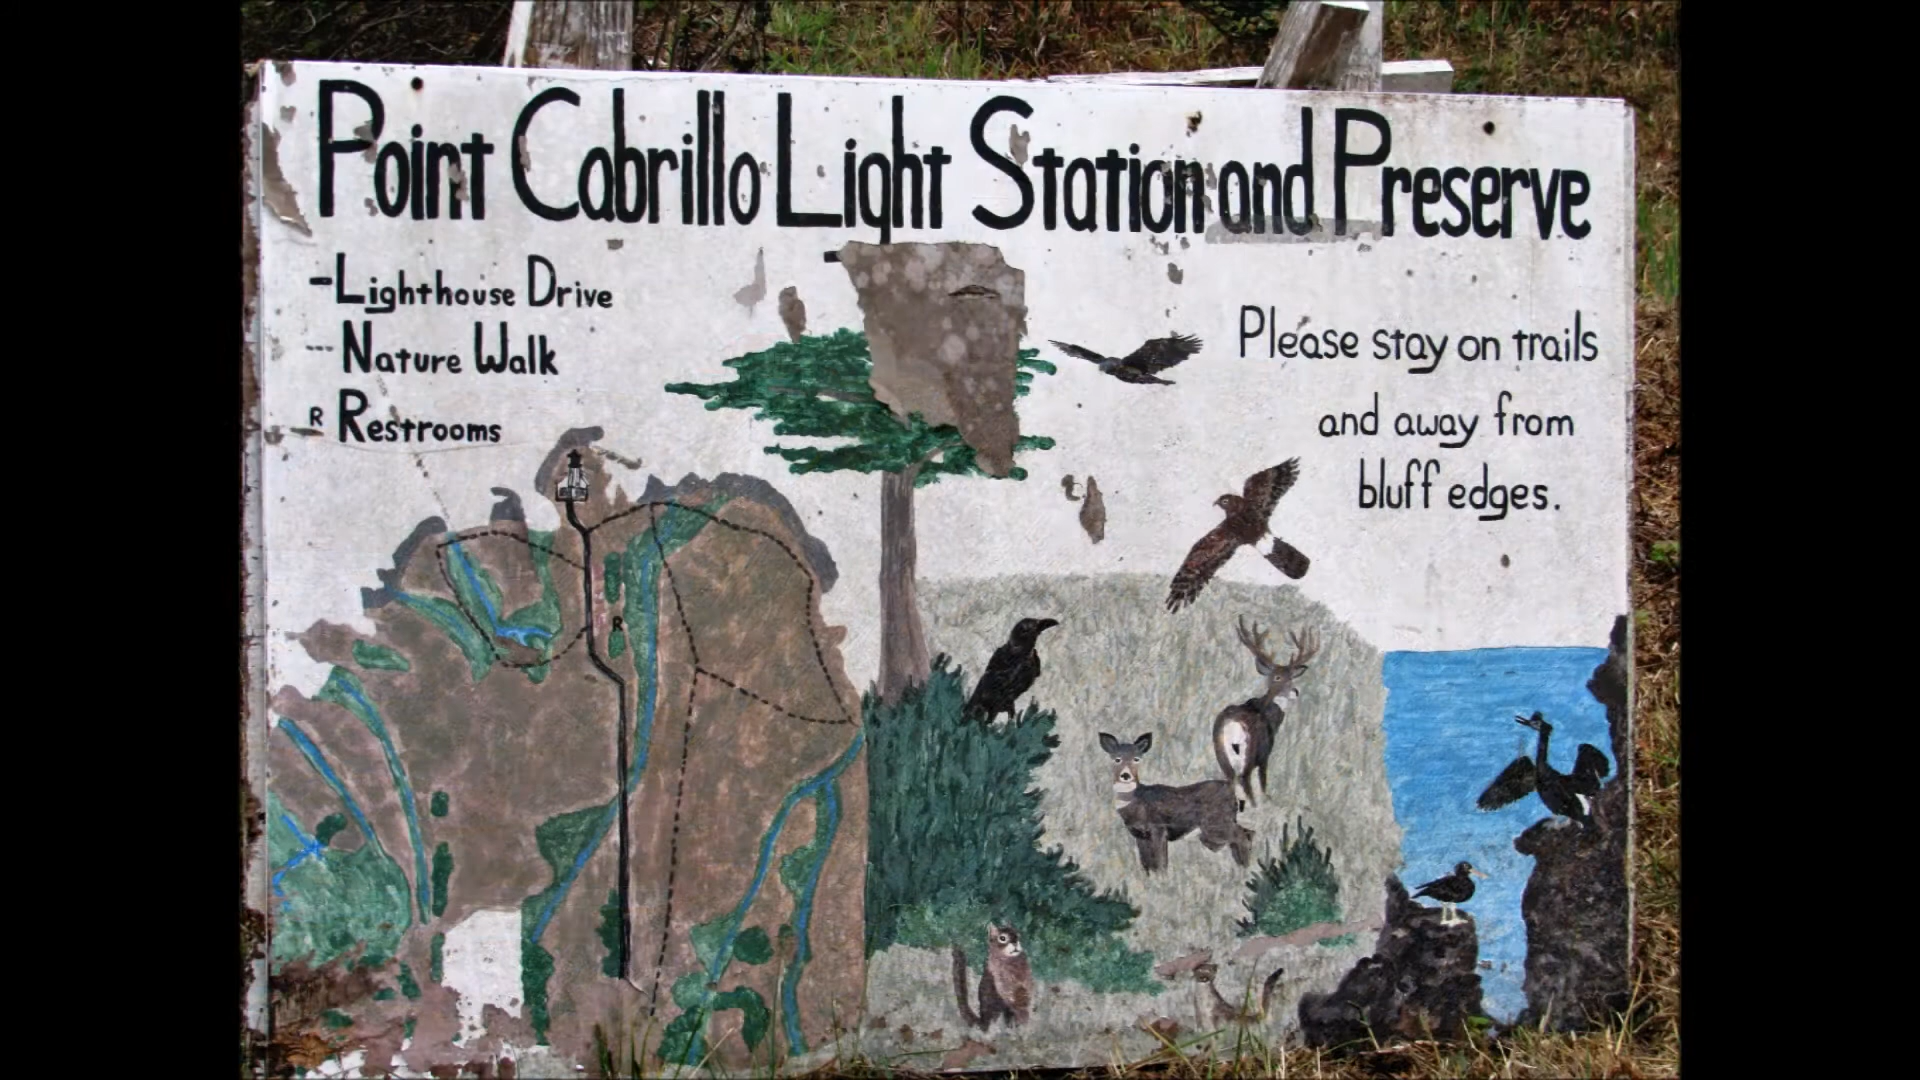 Point Cabrillo Light Station and Preserve
-Lighthouse Drive
--- Nature Walk
R Restrooms
Please stay on trails
and away from
bluff edges.
R